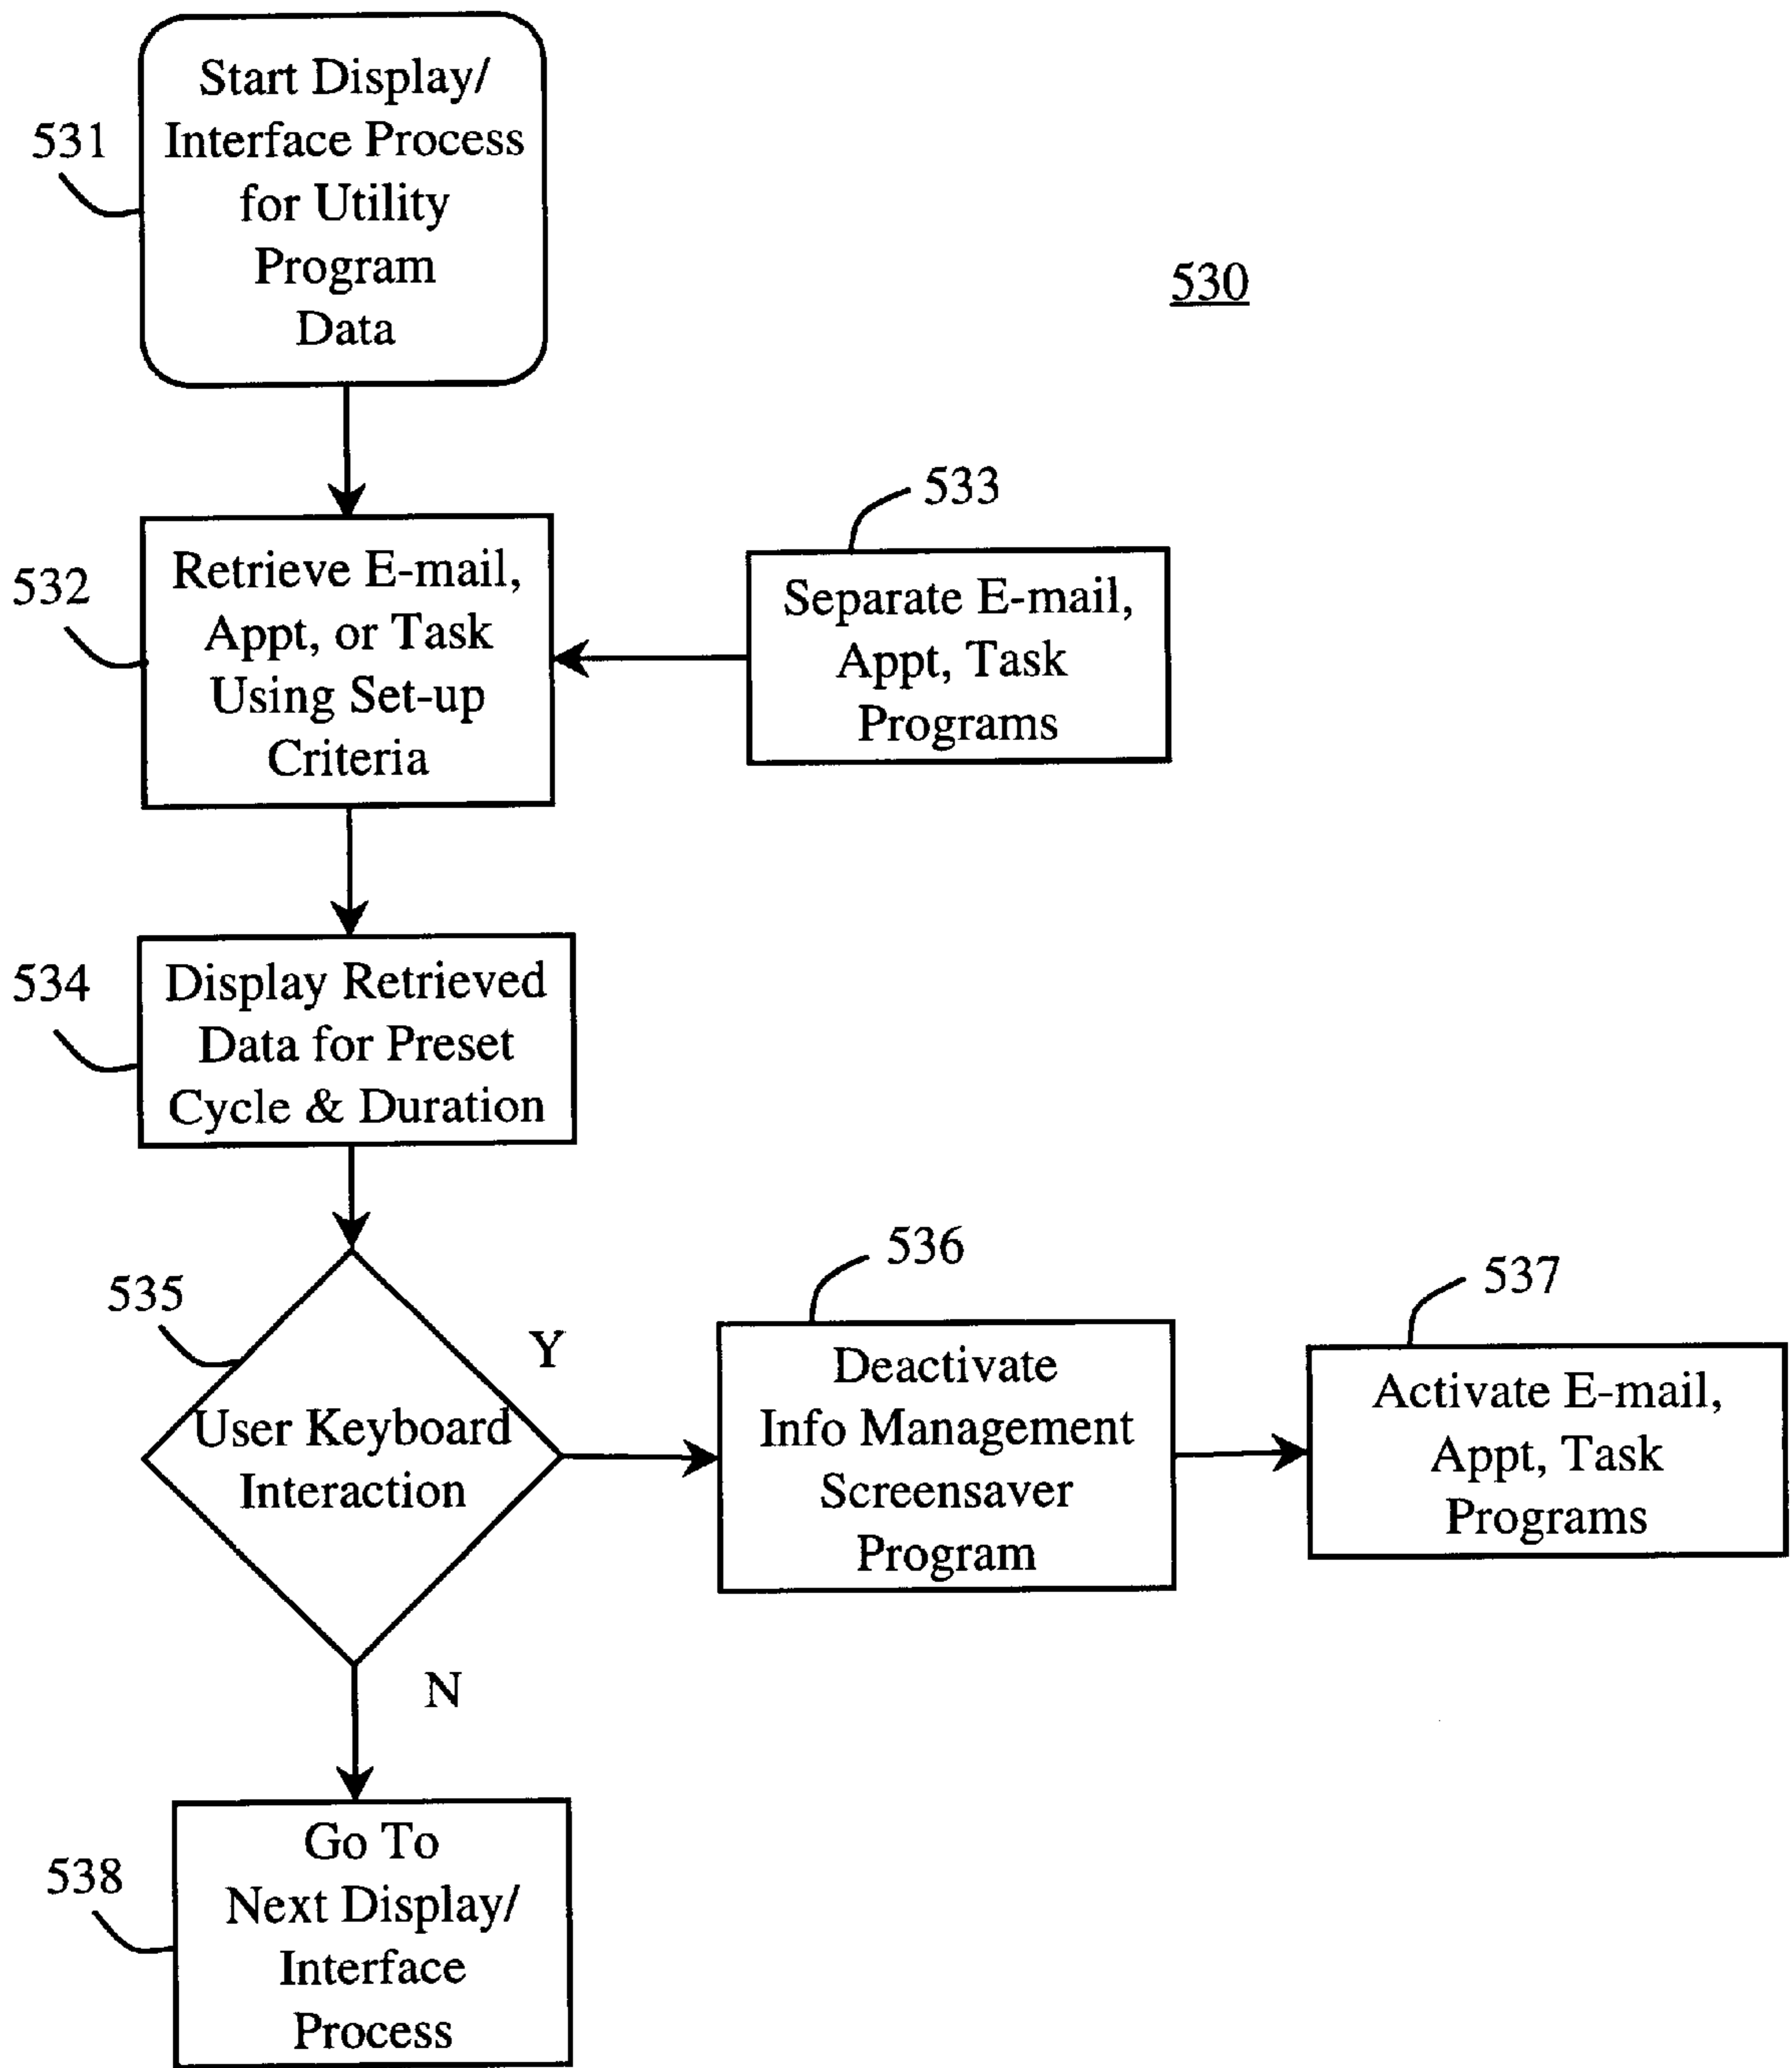 Start Display/
Interface Process
for Utility
Program
Data
531
530
533
Separate E-mail,
Appt, Task
Programs
532
Retrieve E-mail,
Appt, or Task
Using Set-up
Criteria
534
Display Retrieved
Data for Preset
Cycle & Duration
535
User Keyboard
Interaction
Y
536
Deactivate
Info Management
Screensaver
Program
537
Activate E-mail,
Appt, Task
Programs
N
538
Go To
Next Display/
Interface
Process